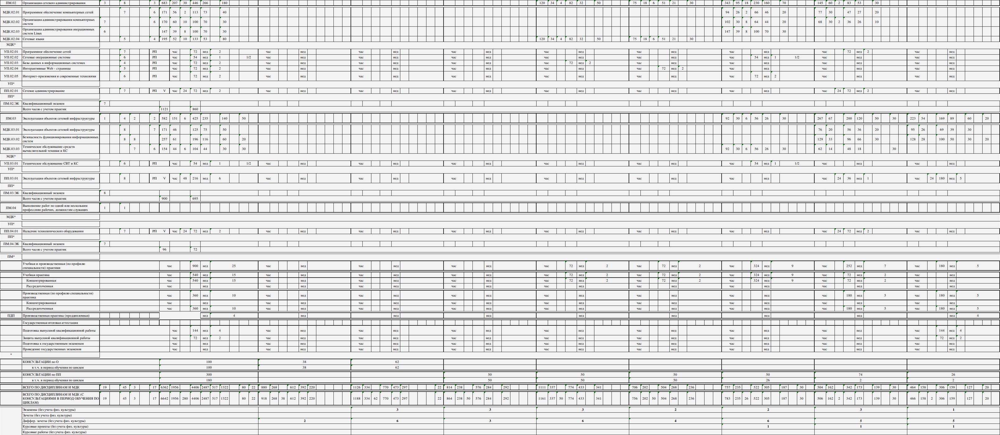 ПМ.02 Организация сетевого администрирования 3 8 3 683 207 30 446 266 180 120 34 4 82 32 50 75 18 6 51 21 30 343 95 18 230 160 70 145 60 2 83 53 30
МДК.02.01 Программное обеспечение компьютерных сетей 7 6 171 56 2 113 73 40 94 26 2 66 46 20 77 30 47 27 20
МДК.02.02 Организация администрирования компьютерных систем 7 6 170 60 10 100 70 30 102 30 8 64 44 20 68 30 2 36 26 10
МДК.02.03 Организация администрирования операционных систем Linux 6 147 39 8 100 70 30 147 39 8 100 70 30
МДК.02.04 Сетевые языки 5 4 195 52 10 133 53 80 120 34 4 82 32 50 75 18 6 51 21 30
МДК*
УП.02.01 Программное обеспечение сетей 7 РП час 72 нед 2 час нед час нед час нед час нед час нед час нед час 72 нед 2 час нед
УП.02.02 Сетевые операционные системы 6 РП час 54 нед 1 1/2 час нед час нед час нед час нед час нед час 54 нед 1 1/2 час нед час нед
УП.02.03 Базы данных в информационных системах 4 РП час 72 нед 2 час нед час нед час нед час 72 нед 2 час нед час нед час нед час нед
УП.02.04 Интерактивные Web - страницы 5 РП час 72 нед 2 час нед час нед час нед час нед час 72 нед 2 час нед час нед час нед
УП.02.05 Интернет-приложения и современные технологии 6 РП час 72 нед 2 час нед час нед час нед час нед час нед час 72 нед 2 час нед час нед
УП*
ПП.02.01 Сетевое администрирование 7 РП V час 24 72 нед 2 час нед час нед час нед час нед час нед час нед час 24 72 нед 2 час нед
ПП*
ПМ.02.ЭК Квалификационный экзамен 7
Всего часов с учетом практик 1121 860
ПМ.03 Эксплуатация объектов сетевой инфраструктуры 1 4 2 2 582 151 6 425 235 140 50 92 30 6 56 26 30 267 67 200 120 50 30 223 54 169 89 60 20
МДК.03.01 Эксплуатация объектов сетевой инфраструктуры 8 7 171 46 125 75 50 76 20 56 36 20 95 26 69 39 30
МДК.03.02 Безопасность функционирования информационных систем 8 8 257 61 196 116 60 20 129 33 96 66 30 128 28 100 50 30 20
МДК.03.03 Техническое обслуживание средств вычислительной техники и КС 7 6 154 44 6 104 44 30 30 92 30 6 56 26 30 62 14 48 18 30
МДК*
УП.03.01 Техническое обслуживание СВТ и КС 6 РП час 54 нед 1 1/2 час нед час нед час нед час нед час нед час 54 нед 1 1/2 час нед час нед
УП*
ПП.03.01 Эксплуатация объектов сетевой инфраструктуры 8 РП V час 48 216 нед 6 час нед час нед час нед час нед час нед час нед час 24 36 нед 1 час 24 180 нед 5
ПП*
ПМ.03.ЭК Квалификационный экзамен 8
Всего часов с учетом практик 900 695
ПМ.04 Выполнение работ по одной или нескольким профессиям рабочих, должностям служащих 1 1
МДК*
УП*
ПП.04.01 Наладчик технологического оборудования 7 РП V час 24 72 нед 2 час нед час нед час нед час нед час нед час нед час 24 72 нед 2 час нед
ПП*
ПМ.04.ЭК Квалификационный экзамен 7
Всего часов с учетом практик 96 72
ПМ*
Учебная и производственная (по профилю специальности) практики час 900 нед 25 час нед час нед час нед час 72 нед 2 час 72 нед 2 час 324 нед 9 час 252 нед 7 час 180 нед 5
Учебная практика час 540 нед 15 час нед час нед час нед час 72 нед 2 час 72 нед 2 час 324 нед 9 час 72 нед 2 час нед
Концентрированная час 540 нед 15 час нед час нед час нед час 72 нед 2 час 72 нед 2 час 324 нед 9 час 72 нед 2 час нед
Рассредоточенная час нед час нед час нед час нед час нед час нед час нед час нед час нед
Производственная (по профилю специальности) практика час 360 нед 10 час нед час нед час нед час нед час нед час нед час 180 нед 5 час 180 нед 5
Концентрированная час нед час нед час нед час нед час нед час нед час нед час нед час нед
Рассредоточенная час 360 нед 10 час нед час нед час нед час нед час нед час нед час 180 нед 5 час 180 нед 5
ПДП Производственная практика (преддипломная) нед 4 нед нед нед нед нед нед нед нед 4
Государственная итоговая аттестация
Подготовка выпускной квалификационной работы час 144 нед 4 час нед час нед час нед час нед час нед час нед час нед час 144 нед 4
Защита выпускной квалификационной работы час 72 нед 2 час нед час нед час нед час нед час нед час нед час нед час 72 нед 2
Подготовка к государственным экзаменам час нед час нед час нед час нед час нед час нед час нед час нед час нед
Проведение государственных экзаменов час нед час нед час нед час нед час нед час нед час нед час нед час нед
*
КОНСУЛЬТАЦИИ по О 100 38 62
в т.ч. в период обучения по циклам 100 38 62
КОНСУЛЬТАЦИИ по ПП 300 50 50 50 50 74 26
в т.ч. в период обучения по циклам 180 50 50 50 26 2 2
ВСЕГО ПО ДИСЦИПЛИНАМ И МДК 19 45 3 17 6362 1956 4406 2487 517 1322 80 22 880 268 612 392 220 1126 334 770 473 297 22 814 238 576 284 292 1111 337 774 433 341 706 202 504 268 236 757 235 522 305 187 30 504 162 342 173 139 30 464 158 306 159 127 20
ВСЕГО ПО ДИСЦИПЛИНАМ И МДК (С КОНСУЛЬТАЦИЯМИ В ПЕРИОД ОБУЧЕНИЯ ПО ЦИКЛАМ) 19 45 3 17 6642 1956 280 4406 2487 517 1322 80 22 918 268 38 612 392 220 1188 334 62 770 473 297 22 864 238 50 576 284 292 1161 337 50 774 433 341 756 202 50 504 268 236 783 235 26 522 305 187 30 506 162 2 342 173 139 30 466 158 2 306 159 127 20
Экзамены (без учета физ. культуры) 3 3 3 2 2 3 1
Зачеты (без учета физ. культуры)
Диффер. зачеты (без учета физ. культуры) 2 6 3 6 4 6 5 5
Курсовые проекты (без учета физ. культуры) 1 1 1
Курсовые работы (без учета физ. культуры)